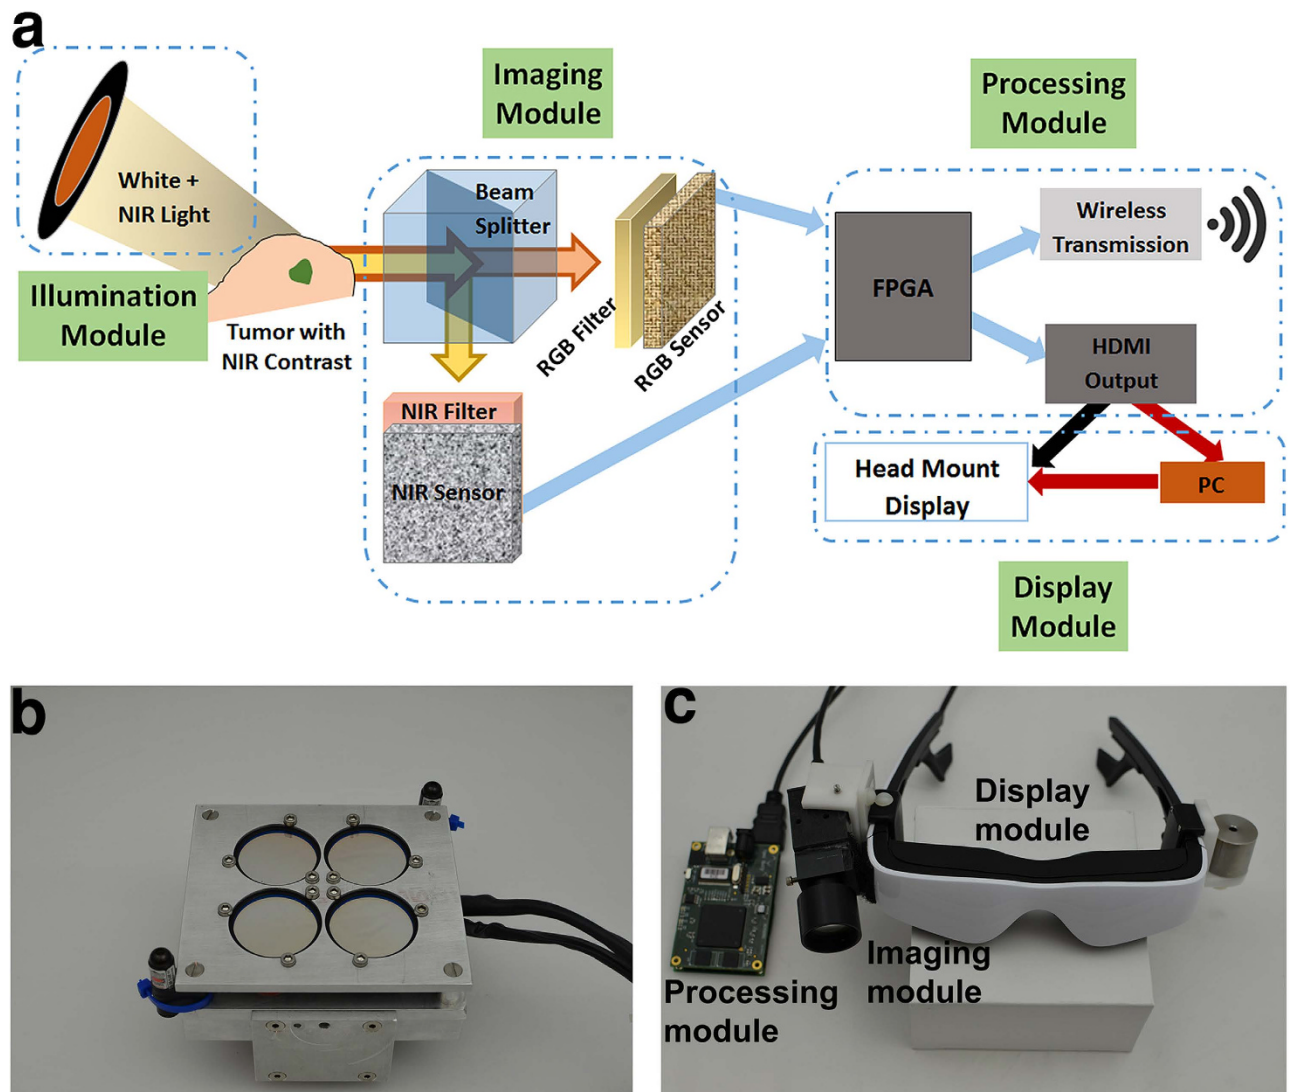 a
Imaging
Module
Processing
Module
White +
NIR Light
Beam
Splitter
Wireless
Transmission
Illumination
Module
FPGA
Tumor with
NIR Contrast
RGB Filter
RGB Sensor
HDMI
Output
NIR Filter
NIR Sensor
Head Mount
Display
PC
Display
Module
b
c
Display
module
Imaging
module
Processing
module